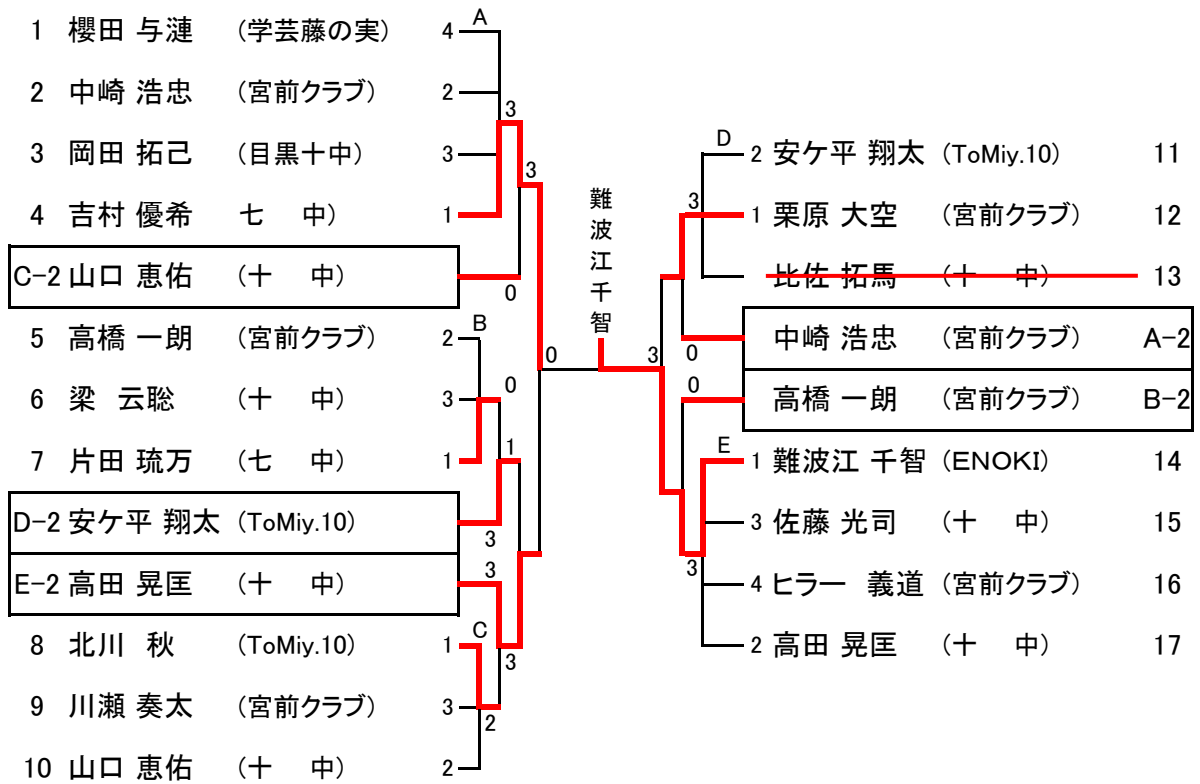 1 櫻田 与漣 (学芸藤の実) 4 A
2 中崎 浩忠 (宮前クラブ) 2
3
3 岡田 拓己 (目黒十中) 3
3
4 吉村 優希 七 中) 1
C-2 山口 恵佑 (十 中)
0
5 高橋 一朗 (宮前クラブ) 2 B
6 梁 云聡 (十 中) 3
0
7 片田 琉万 (七 中) 1
1
D-2 安ケ平 翔太 (ToMiy.10)
3
E-2 高田 晃匡 (十 中)
3
8 北川 秋 (ToMiy.10) 1 C
3
9 川瀬 奏太 (宮前クラブ) 3
2
10 山口 恵佑 (十 中) 2
0
難波江千智
3
D 2 安ケ平 翔太 (ToMiy.10) 11
3
1 栗原 大空 (宮前クラブ) 12
比佐 拓馬 (十 中) 13
中崎 浩忠 (宮前クラブ) A-2
0
0
高橋 一朗 (宮前クラブ) B-2
E 1 難波江 千智 (ENOKI) 14
3 佐藤 光司 (十 中) 15
3
4 ヒラー 義道 (宮前クラブ) 16
2 高田 晃匡 (十 中) 17